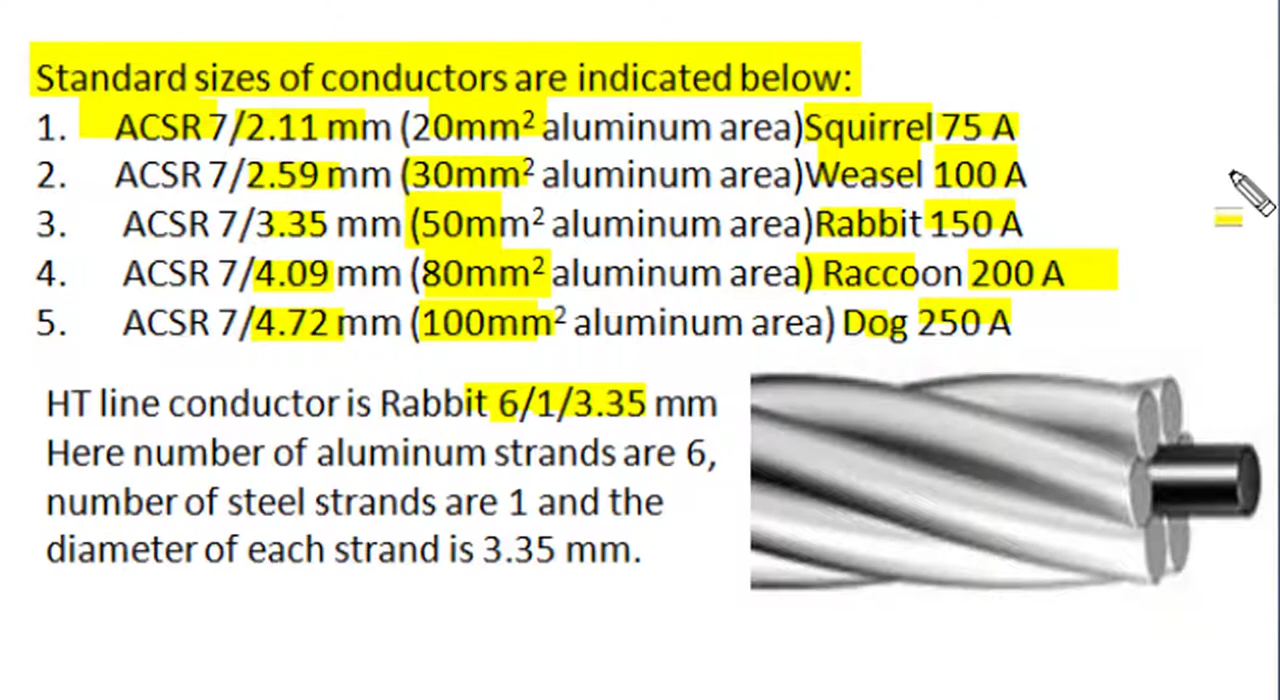 Standard sizes of conductors are indicated below:
1. ACSR 7/2.11 mm (20mm² aluminum area)Squirrel 75 A
2. ACSR 7/2.59 mm (30mm² aluminum area)Weasel 100 A
3. ACSR 7/3.35 mm (50mm² aluminum area)Rabbit 150 A
4. ACSR 7/4.09 mm (80mm² aluminum area) Raccoon 200 A
5. ACSR 7/4.72 mm (100mm² aluminum area) Dog 250 A
HT line conductor is Rabbit 6/1/3.35 mm
Here number of aluminum strands are 6,
number of steel strands are 1 and the
diameter of each strand is 3.35 mm.